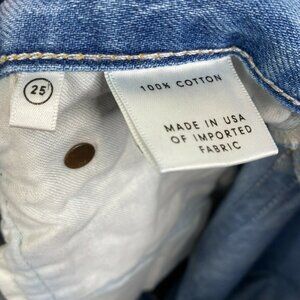 25
100% COTTON
MADE IN USA
OF IMPORTED
FABRIC